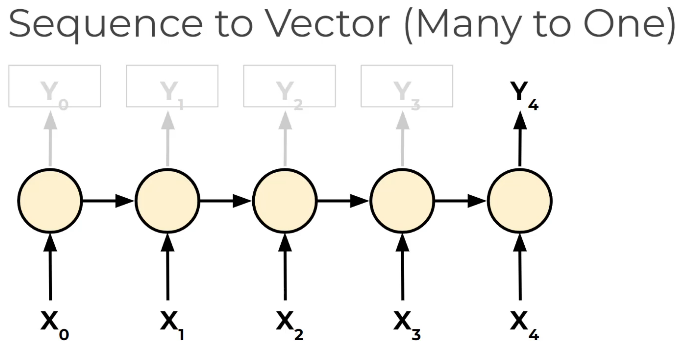 Sequence to Vector (Many to One)
Y₀ Y₁ Y₂ Y₃ Y₄
X₀ X₁ X₂ X₃ X₄